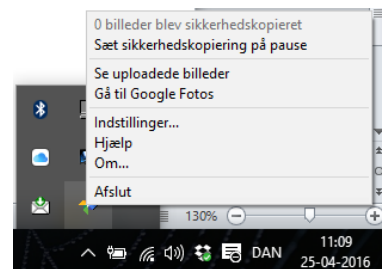 0 billeder blev sikkerhedskopieret
Sæt sikkerhedskopiering på pause
Se uploadede billeder
Gå til Google Fotos
Indstillinger...
Hjælp
Om...
Afslut
130%
DAN
11:09
25-04-2016